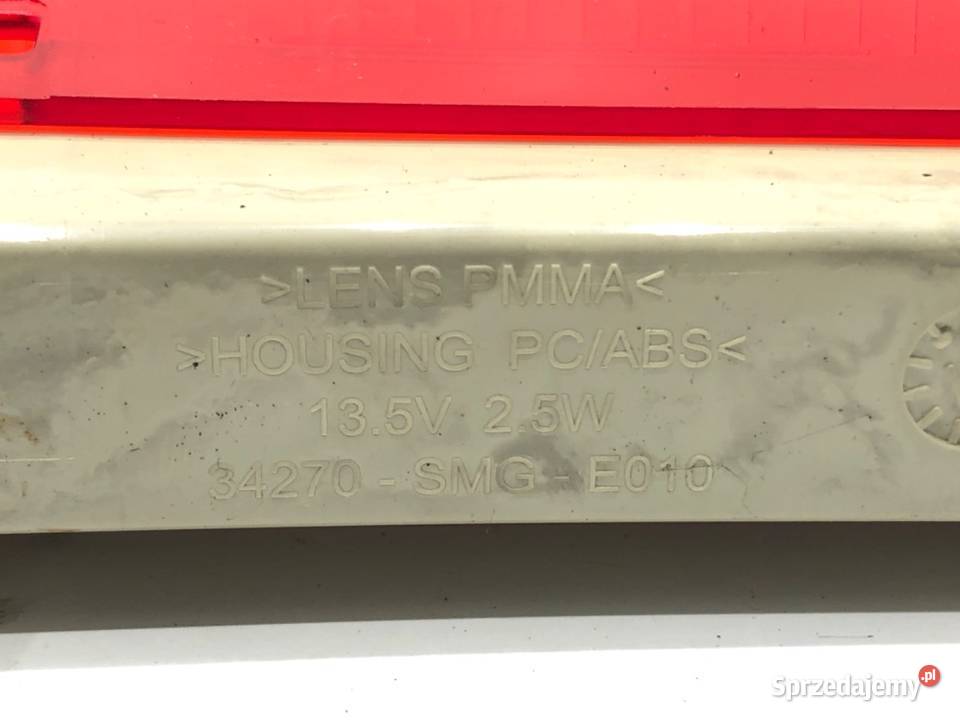 >LENS PMMA<
>HOUSING PC/ABS<
13.5V 2.5W
34270 - SMG - E010
Sprzedajemy.pl